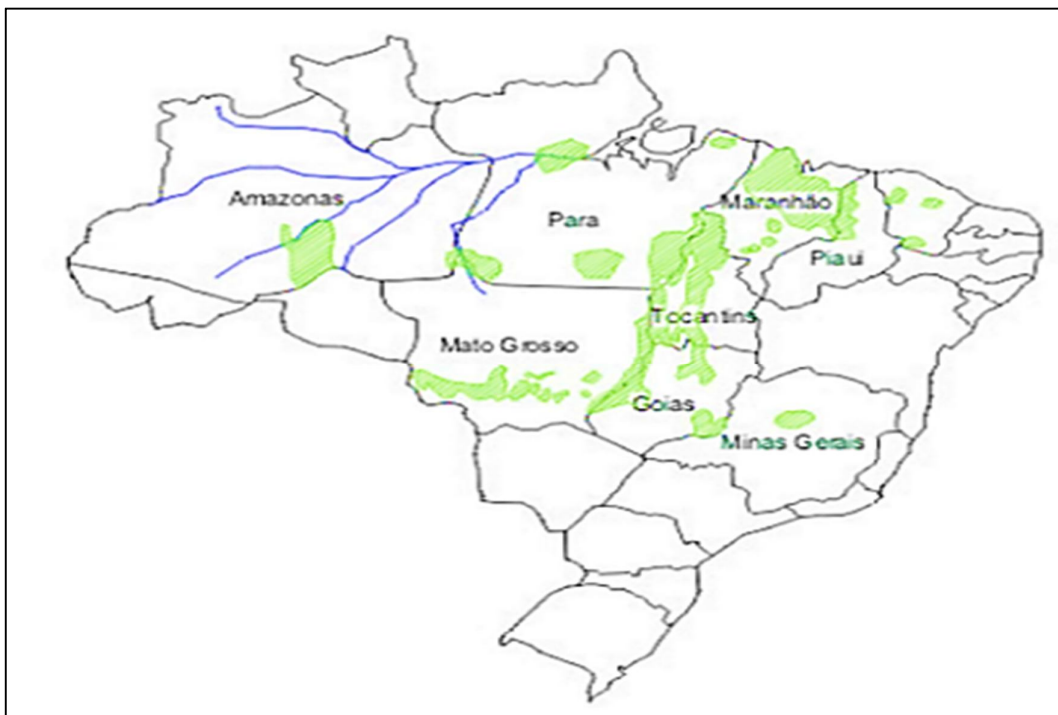 Amazonas
Maranhão
Para
Piaui
Tocantins
Mato Grosso
Goias
Minas Gerais